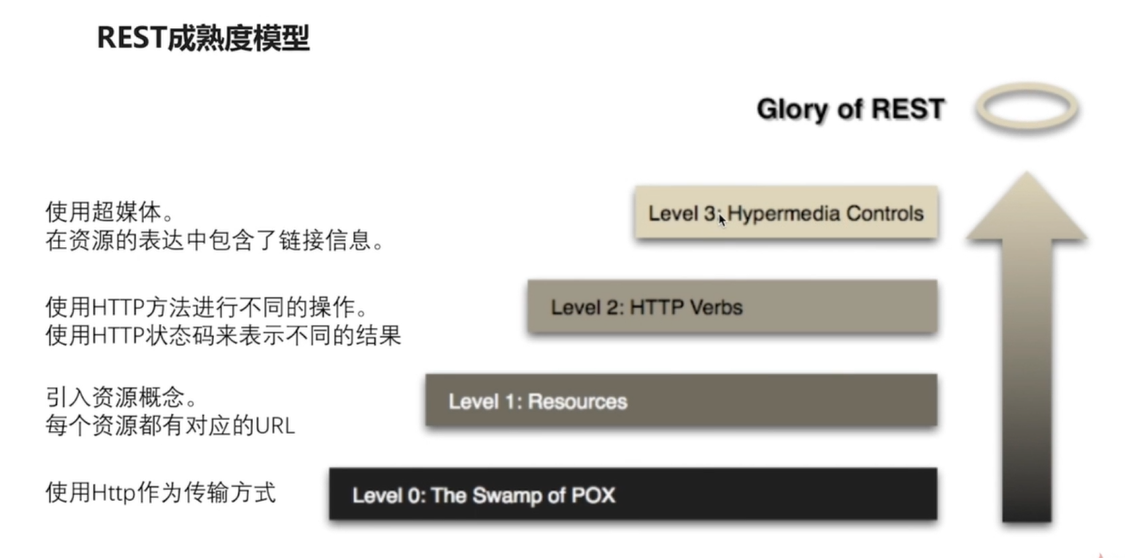 REST成熟度模型
Glory of REST
使用超媒体。
在资源的表达中包含了链接信息。
Level 3: Hypermedia Controls
使用HTTP方法进行不同的操作。
使用HTTP状态码来表示不同的结果
Level 2: HTTP Verbs
引入资源概念。
每个资源都有对应的URL
Level 1: Resources
使用Http作为传输方式
Level 0: The Swamp of POX